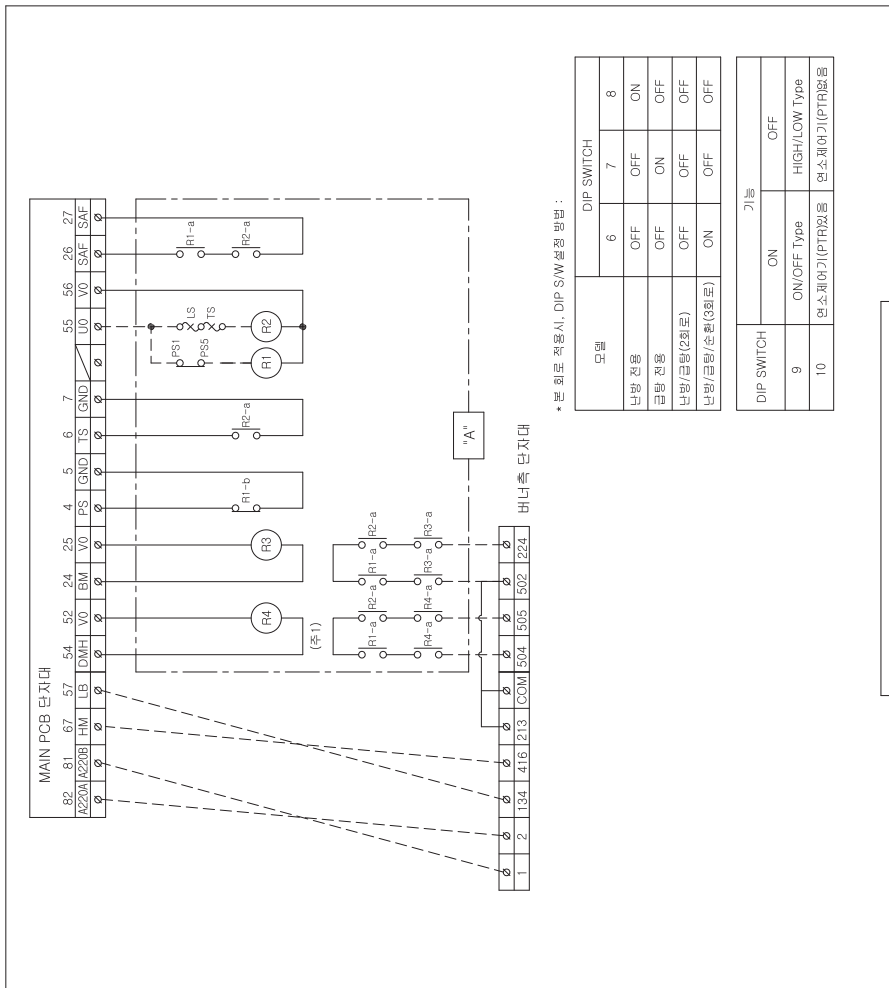 MAIN PCB 단자대
82 81 67 57 54 52 24 25 4 5 6 7 55 56 26 27
A220A A220B HM LB DMH V0 BM V0 PS GND TS GND U0 V0 SAF SAF
R1-a
R2-a
LS
TS
PS1
PS5
R1
R2
R2-a
R1-b
R4
R3
(주1)
R1-a R2-a R1-a R2-a
R4-a R4-a R3-a R3-a
"A"
1 2 134 416 213 COM 504 505 502 224
버너측 단자대
* 본 회로 적용시, DIP S/W설정 방법 :
모델 DIP SWITCH
6 7 8
난방 전용 OFF OFF ON
급탕 전용 OFF ON OFF
난방/급탕(2회로) OFF OFF OFF
난방/급탕/순환(3회로) ON OFF OFF
DIP SWITCH 기능
ON OFF
9 ON/OFF Type HIGH/LOW Type
10 연소제어기(PTR)있음 연소제어기(PTR)없음